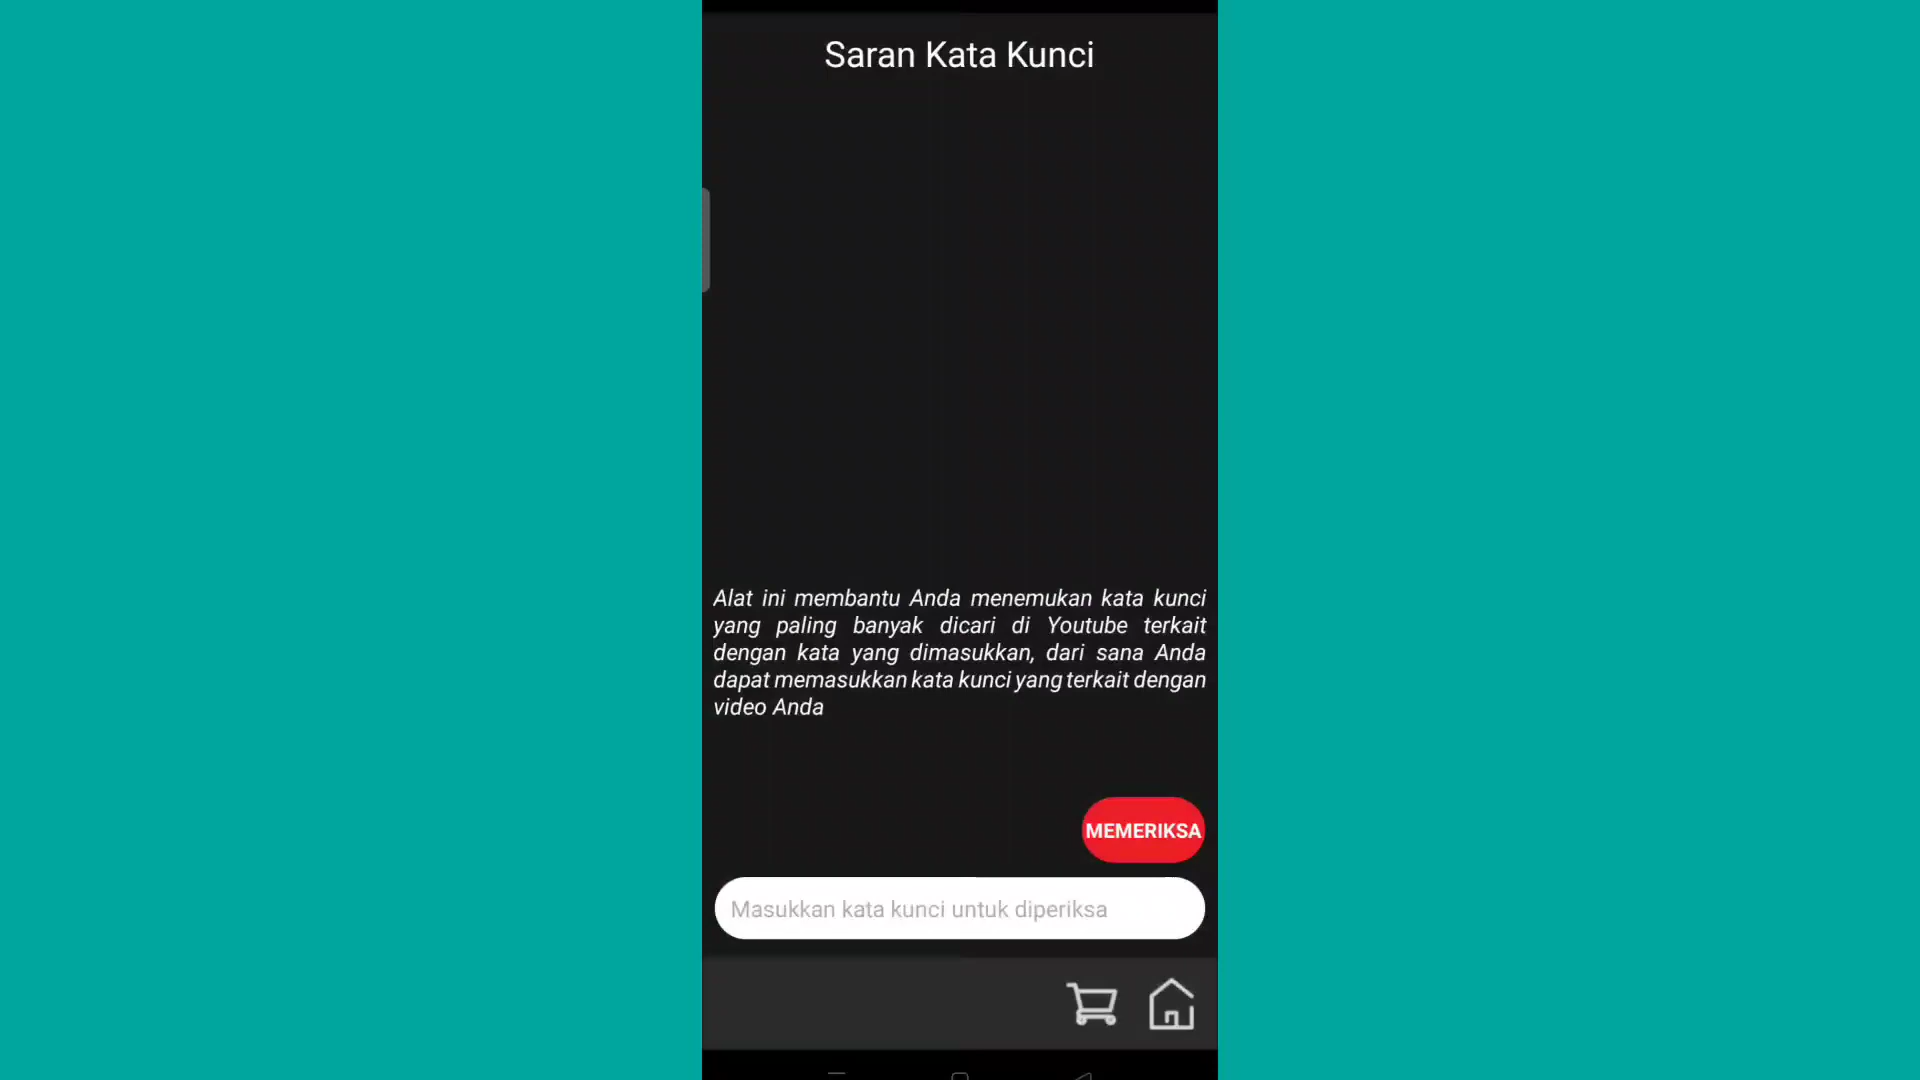 Saran Kata Kunci
Alat ini membantu Anda menemukan kata kunci
yang paling banyak dicari di Youtube terkait
dengan kata yang dimasukkan, dari sana Anda
dapat memasukkan kata kunci yang terkait dengan
video Anda
MEMERIKSA
Masukkan kata kunci untuk diperiksa